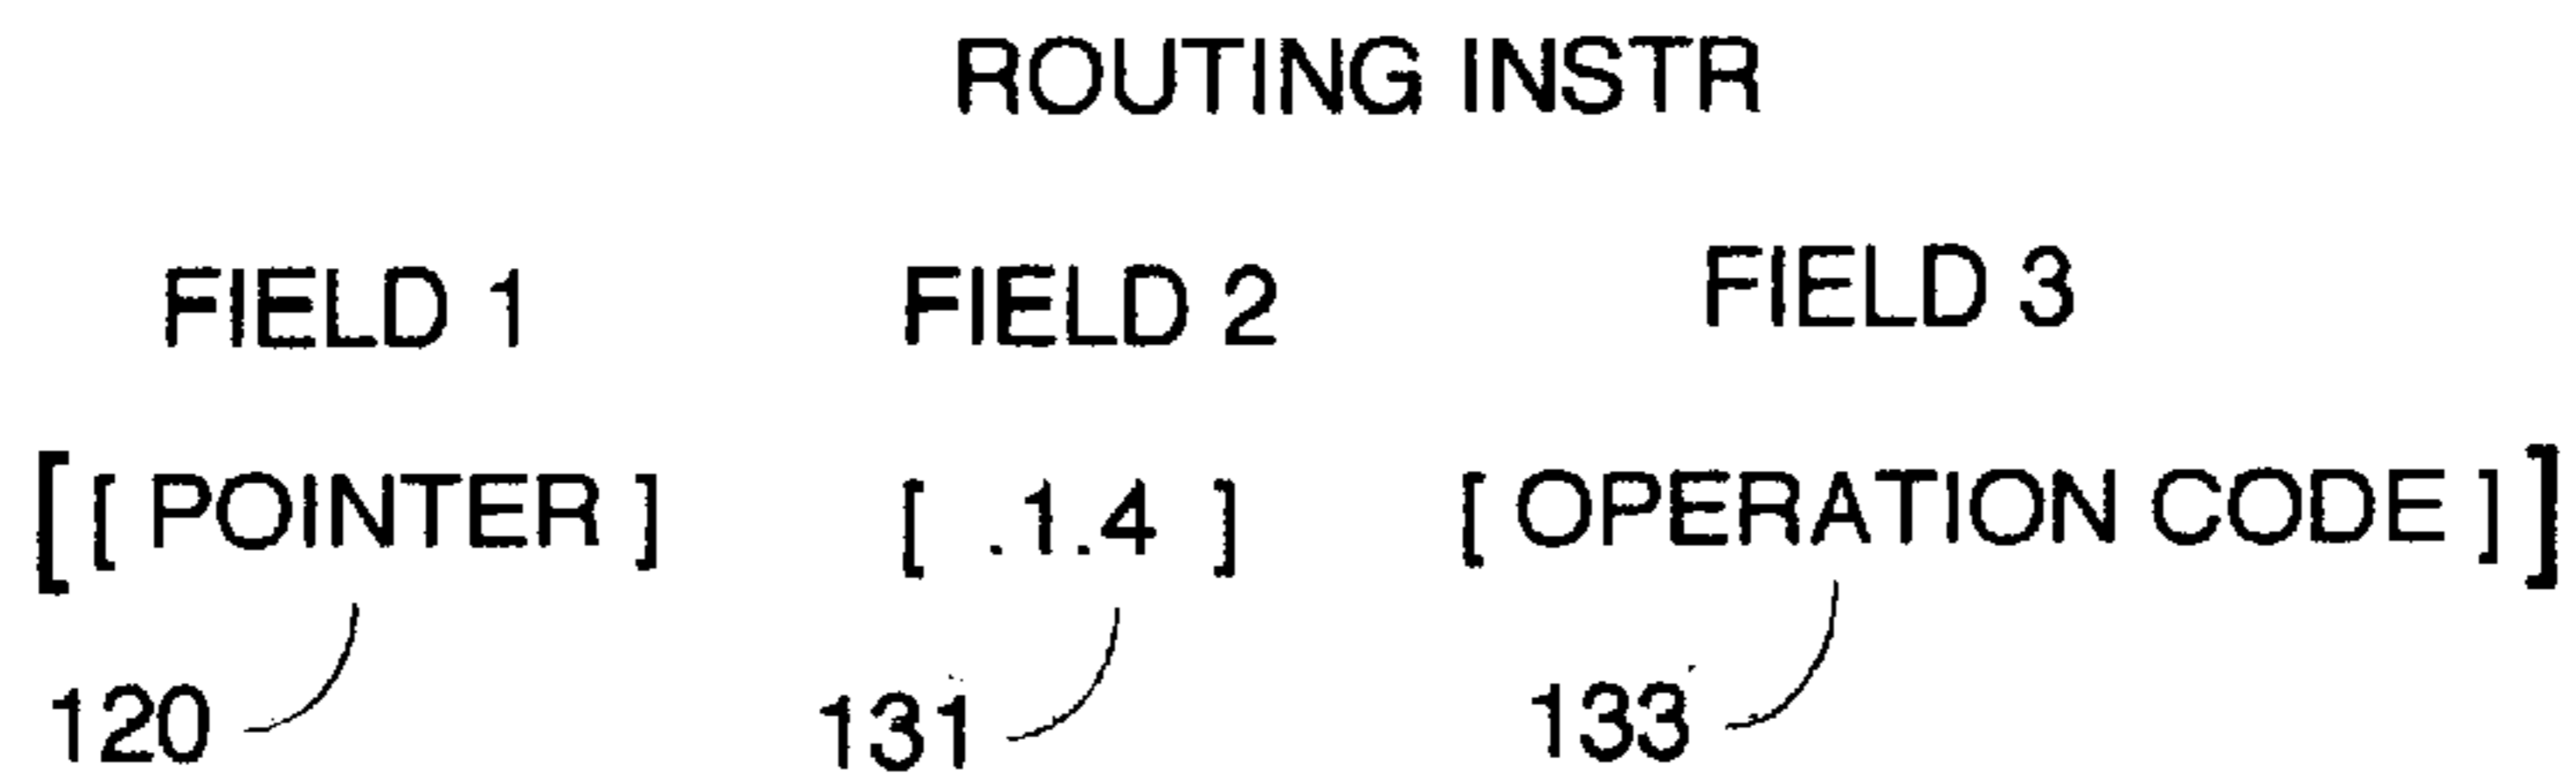 ROUTING INSTR
FIELD 1 FIELD 2 FIELD 3
[ [ POINTER ] [ .1.4 ] [ OPERATION CODE ] ]
120 131 133